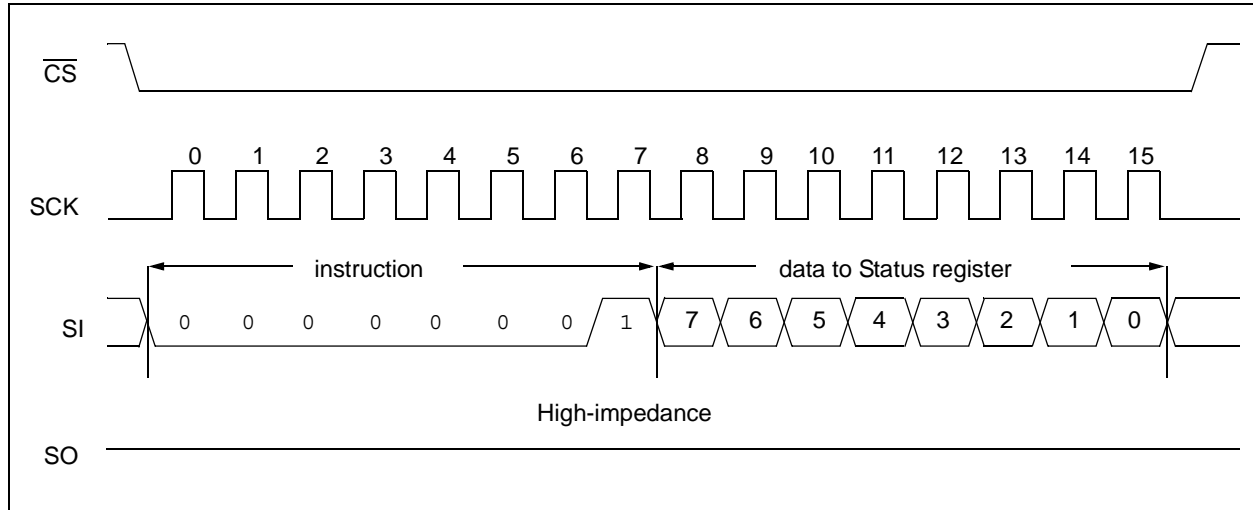 CS
0 1 2 3 4 5 6 7 8 9 10 11 12 13 14 15
SCK
instruction data to Status register
SI 0 0 0 0 0 0 0 1 7 6 5 4 3 2 1 0
High-impedance
SO